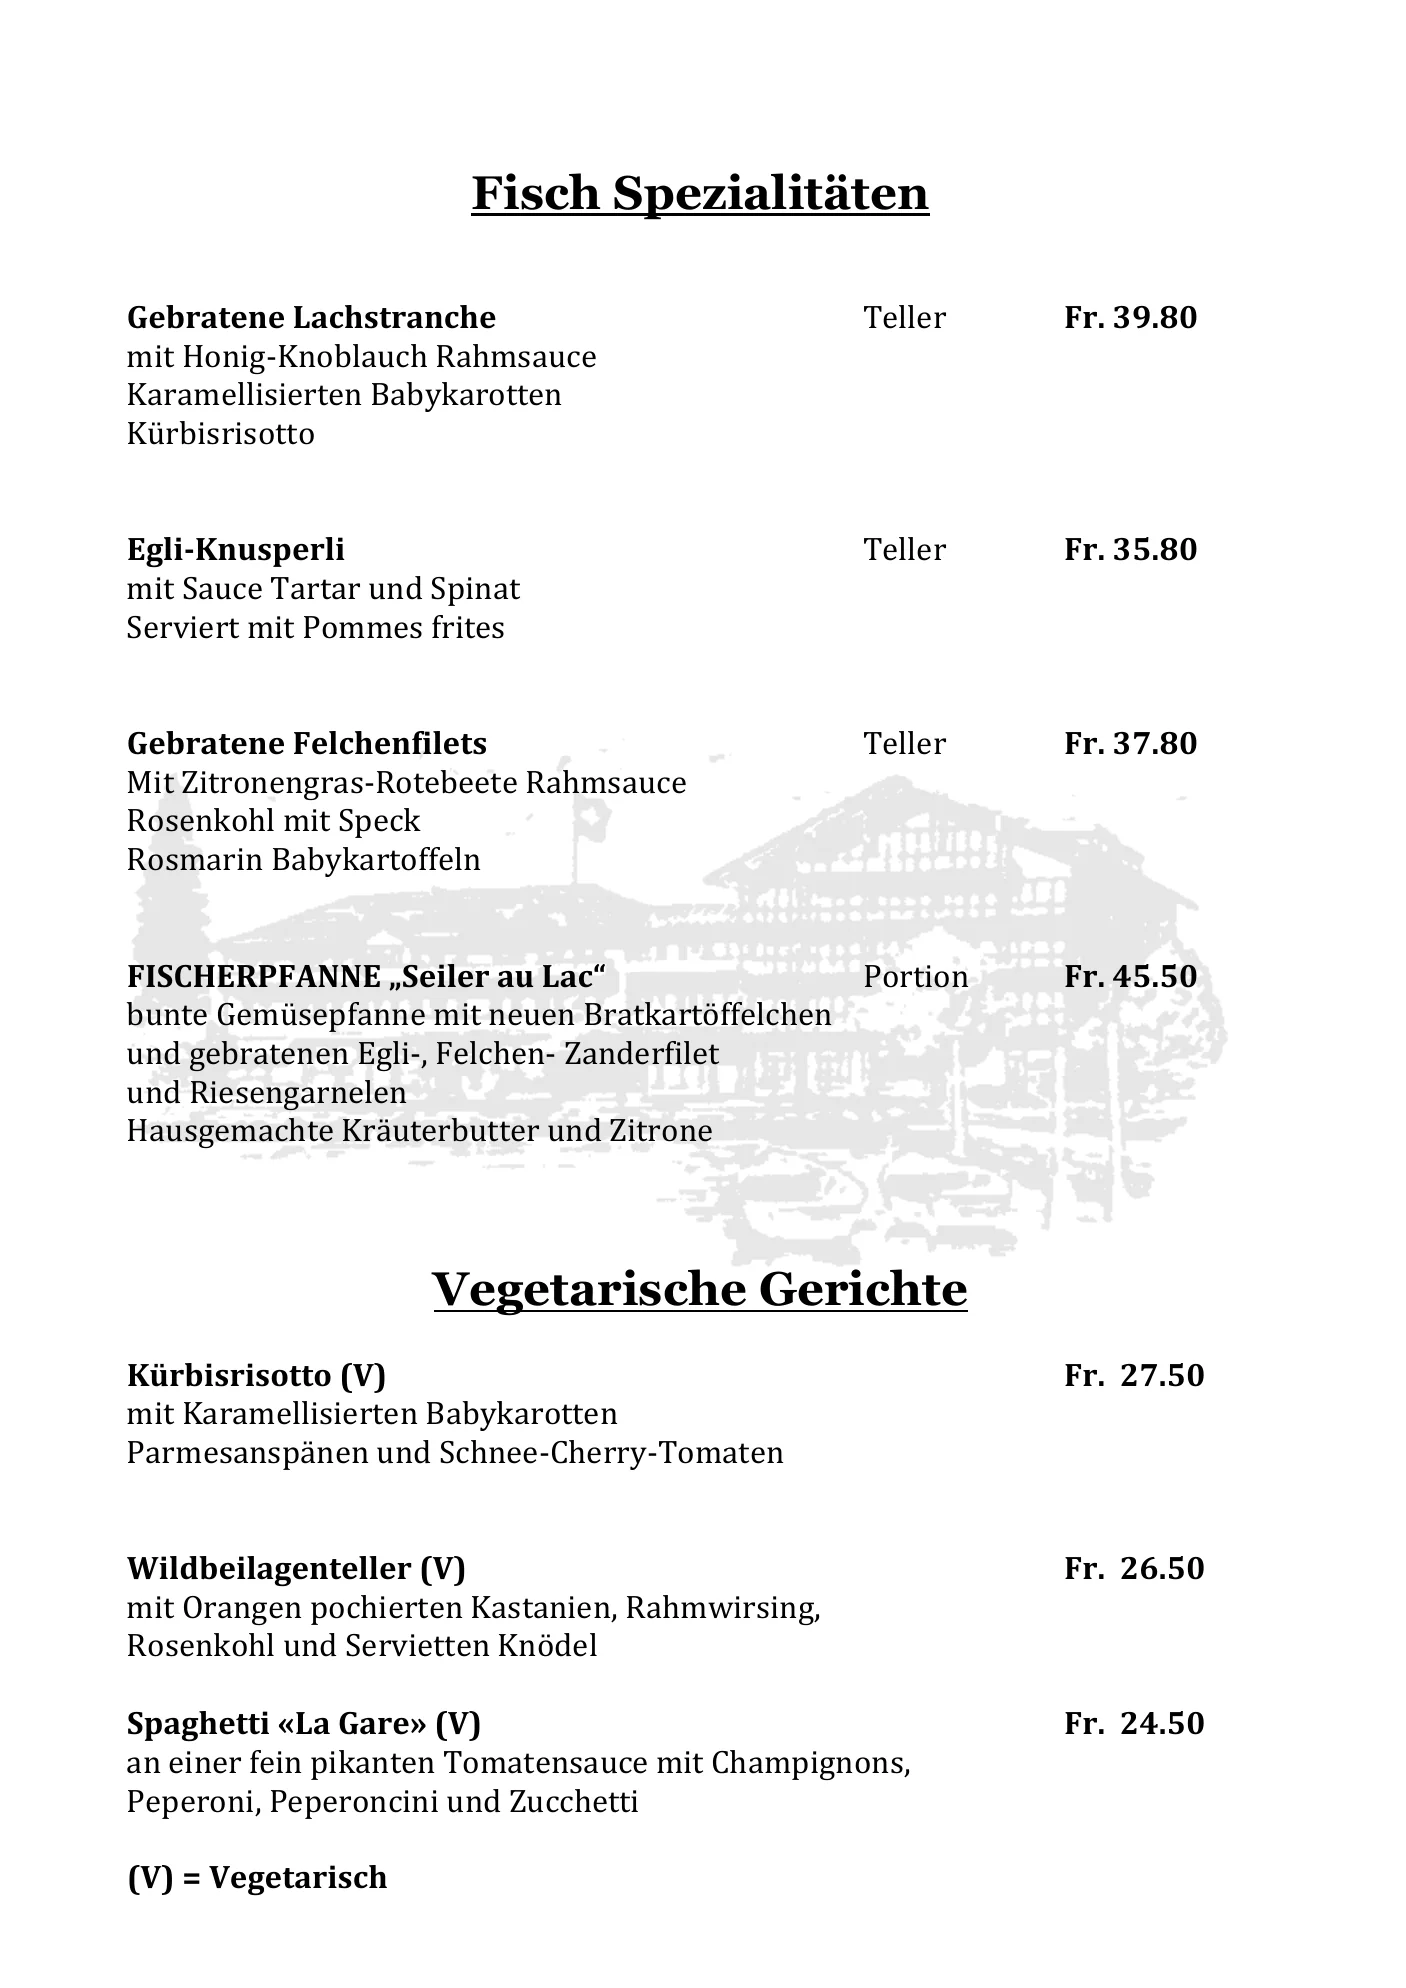 Fisch Spezialitäten
Gebratene Lachstranche Teller Fr. 39.80
mit Honig-Knoblauch Rahmsauce
Karamellisierten Babykarotten
Kürbisrisotto
Egli-Knusperli Teller Fr. 35.80
mit Sauce Tartar und Spinat
Serviert mit Pommes frites
Gebratene Felchenfilets Teller Fr. 37.80
Mit Zitronengras-Rotebeete Rahmsauce
Rosenkohl mit Speck
Rosmarin Babykartoffeln
FISCHERPFANNE „Seiler au Lac“ Portion Fr. 45.50
bunte Gemüsepfanne mit neuen Bratkartöffelchen
und gebratenen Egli-, Felchen- Zanderfilet
und Riesengarnelen
Hausgemachte Kräuterbutter und Zitrone
Vegetarische Gerichte
Kürbisrisotto (V) Fr. 27.50
mit Karamellisierten Babykarotten
Parmesanspänen und Schnee-Cherry-Tomaten
Wildbeilagenteller (V) Fr. 26.50
mit Orangen pochierten Kastanien, Rahmwirsing,
Rosenkohl und Servietten Knödel
Spaghetti «La Gare» (V) Fr. 24.50
an einer fein pikanten Tomatensauce mit Champignons,
Peperoni, Peperoncini und Zucchetti
(V) = Vegetarisch